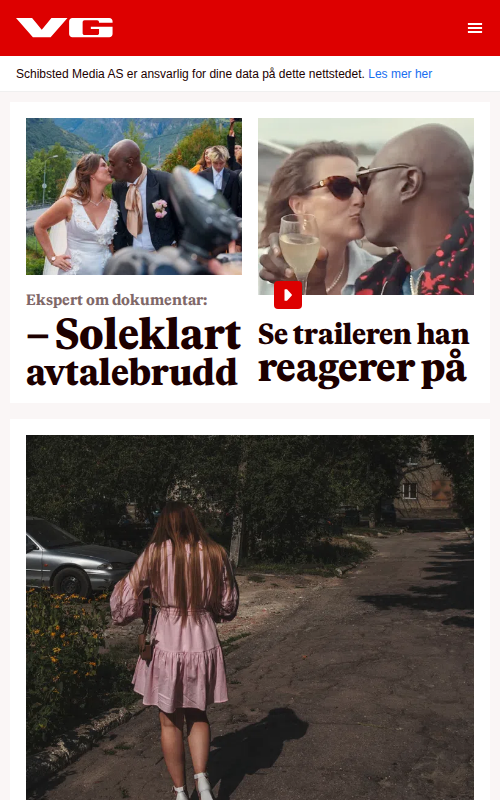 VG
Schibsted Media AS er ansvarlig for dine data på dette nettstedet. Les mer her
Ekspert om dokumentar:
– Soleklart
avtalebrudd
Se traileren han
reagerer på